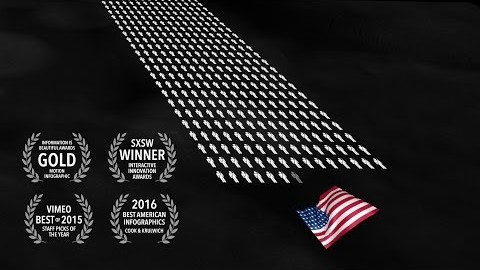 INFORMATION IS
BEAUTIFUL AWARDS
GOLD
MOTION
INFOGRAPHIC
SXSW
WINNER
INTERACTIVE
INNOVATION
AWARDS
VIMEO
BEST OF 2015
STAFF PICKS OF
THE YEAR
2016
BEST AMERICAN
INFOGRAPHICS
COOK & KRULWICH